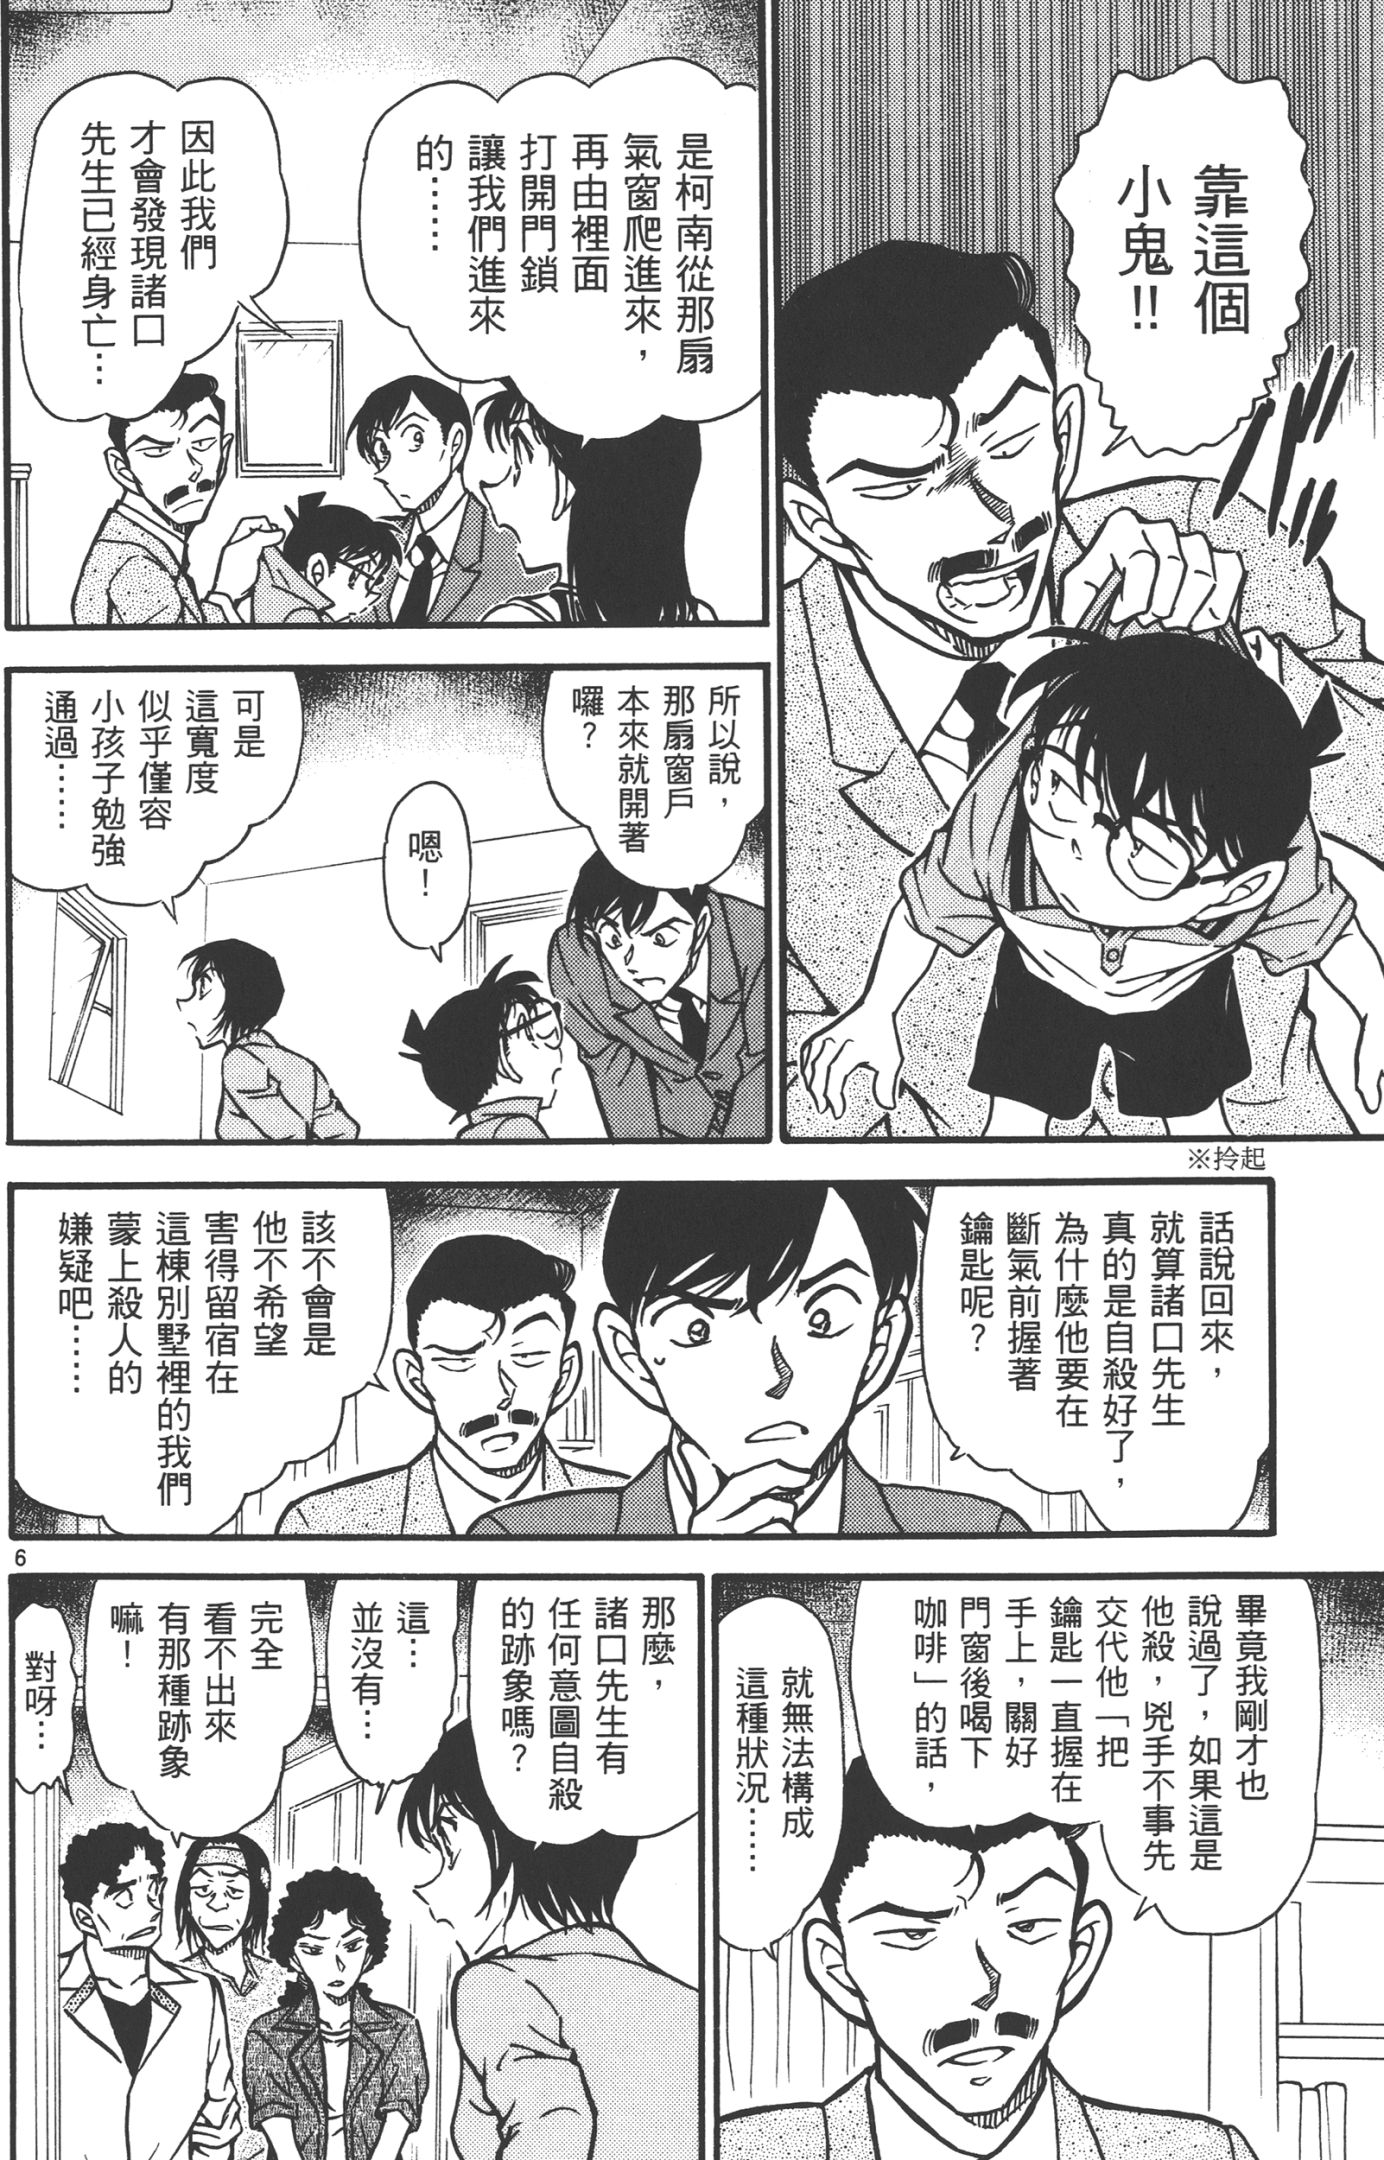 靠這個
小鬼!!
※拎起
是柯南從那扇
氣窗爬進來，
再由裡面
打開門鎖
讓我們進來
的……
因此我們
才會發現諸口
先生已經身亡…
所以說，
那扇窗戶
本來就開著
囉？
嗯！
可是
這寬度
似乎僅容
小孩子勉強
通過……
話說回來，
就算諸口先生
真的是自殺好了，
為什麼他要在
斷氣前握著
鑰匙呢？
該不會是
他不希望
害得留宿在
這棟別墅裡的我們
蒙上殺人的
嫌疑吧……
畢竟我剛才也
說過了，如果這是
他殺，兇手不事先
交代他「把
鑰匙一直握在
手上，關好
門窗後喝下
咖啡」的話，
就無法構成
這種狀況……
那麼，
諸口先生有
任何意圖自殺
的跡象嗎？
這…
並沒有…
完全
看不出來
有那種跡象
嘛！
對呀…
6